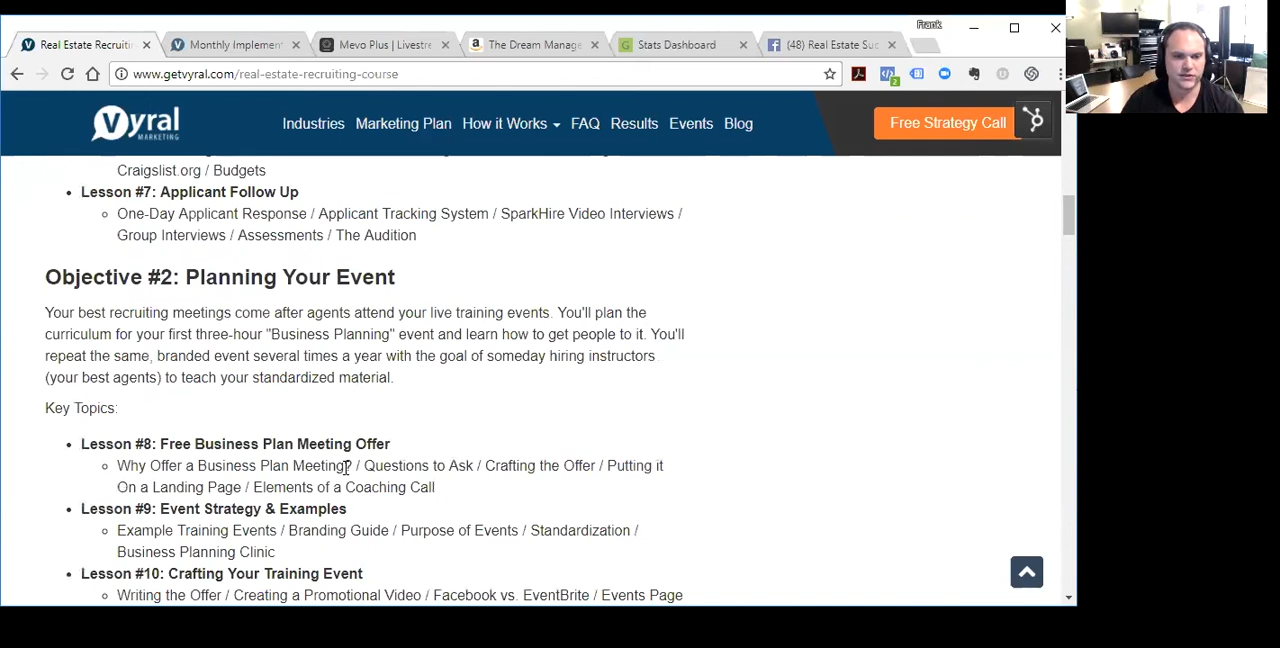 Frank
Real Estate Recruiti
Monthly Implemen
Mevo Plus | Livestre
The Dream Manage
Stats Dashboard
(48) Real Estate Suc
www.getvyral.com/real-estate-recruiting-course
2
Vyral
MARKETING
Industries
Marketing Plan
How it Works
FAQ
Results
Events
Blog
Free Strategy Call
Craigslist.org / Budgets
Lesson #7: Applicant Follow Up
One-Day Applicant Response / Applicant Tracking System / SparkHire Video Interviews /
Group Interviews / Assessments / The Audition
Objective #2: Planning Your Event
Your best recruiting meetings come after agents attend your live training events. You'll plan the
curriculum for your first three-hour "Business Planning" event and learn how to get people to it. You'll
repeat the same, branded event several times a year with the goal of someday hiring instructors
(your best agents) to teach your standardized material.
Key Topics:
Lesson #8: Free Business Plan Meeting Offer
Why Offer a Business Plan Meeting? / Questions to Ask / Crafting the Offer / Putting it
On a Landing Page / Elements of a Coaching Call
Lesson #9: Event Strategy & Examples
Example Training Events / Branding Guide / Purpose of Events / Standardization /
Business Planning Clinic
Lesson #10: Crafting Your Training Event
Writing the Offer / Creating a Promotional Video / Facebook vs. EventBrite / Events Page